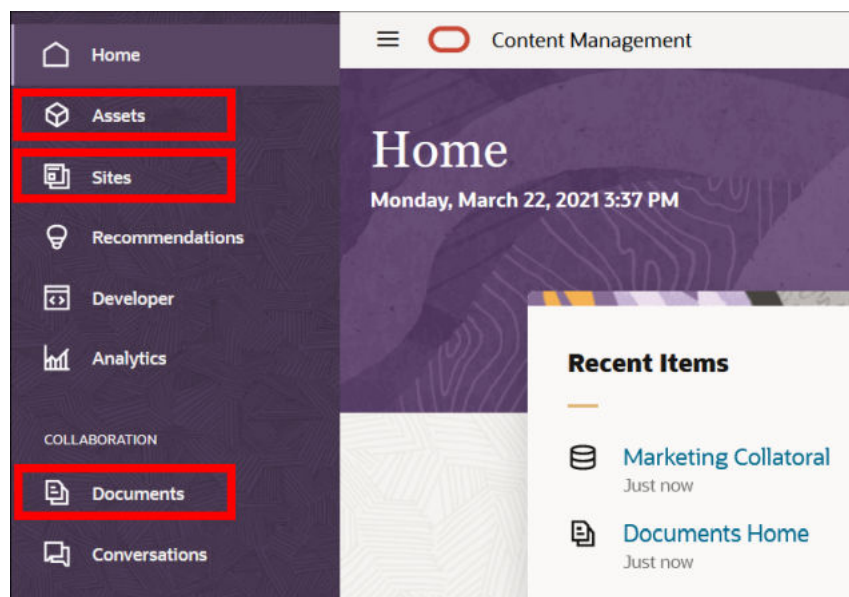 Home
Assets
Sites
Recommendations
Developer
Analytics
COLLABORATION
Documents
Conversations
Content Management
Home
Monday, March 22, 2021 3:37 PM
Recent Items
Marketing Collatoral
Just now
Documents Home
Just now